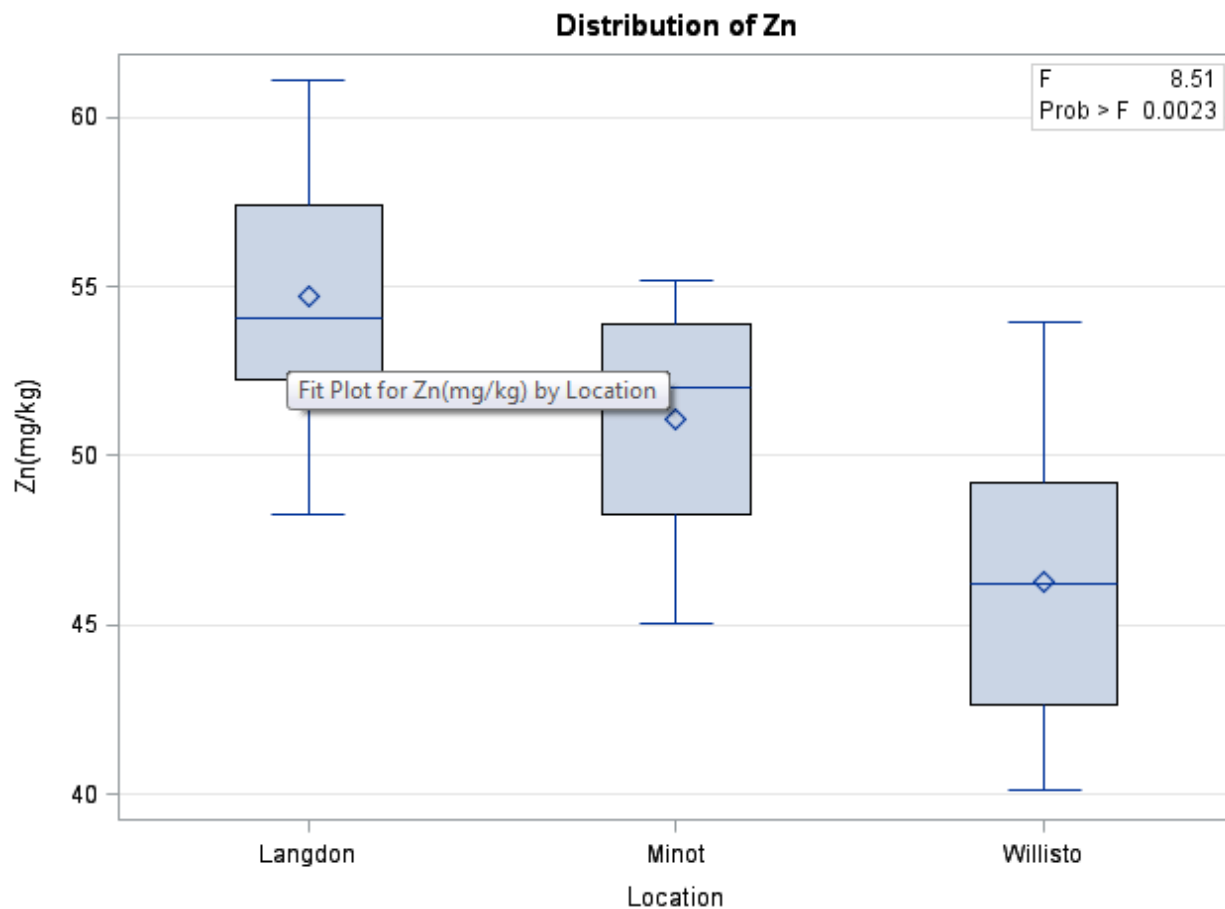 Distribution of Zn
F 8.51
Prob > F 0.0023
60
55
50
45
40
Zn(mg/kg)
Fit Plot for Zn(mg/kg) by Location
Langdon Minot Willisto
Location